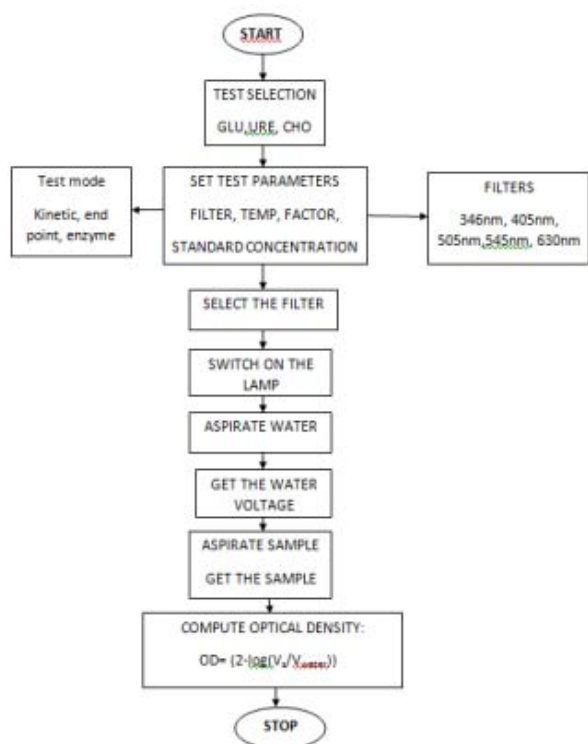 START
TEST SELECTION
GLU,URE, CHO
Test mode
Kinetic, end
point, enzyme
SET TEST PARAMETERS
FILTER, TEMP, FACTOR,
STANDARD CONCENTRATION
FILTERS
346nm, 405nm,
505nm,545nm, 630nm
SELECT THE FILTER
SWITCH ON THE
LAMP
ASPIRATE WATER
GET THE WATER
VOLTAGE
ASPIRATE SAMPLE
GET THE SAMPLE
COMPUTE OPTICAL DENSITY:
OD= (2-log(Vs/Vwater))
STOP